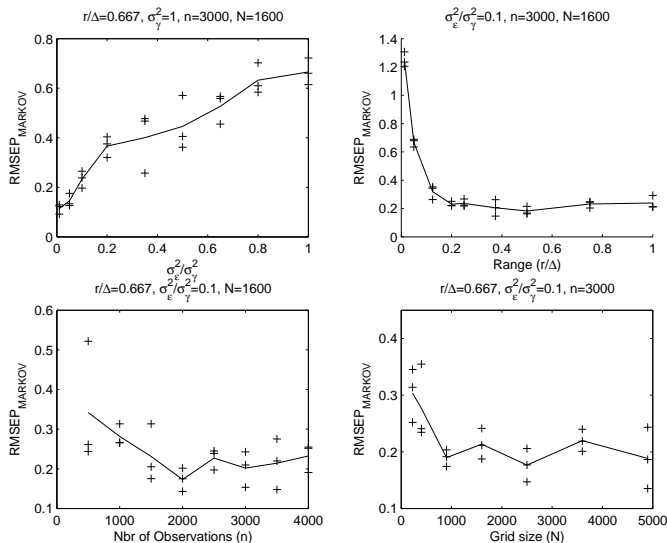 r/Δ=0.667, σ²_γ=1, n=3000, N=1600
RMSEP_MARKOV
0.8
0.6
0.4
0.2
0
0 0.2 0.4 0.6 0.8 1
σ²_ε/σ²_γ
σ²_ε/σ²_γ=0.1, n=3000, N=1600
RMSEP_MARKOV
1.4
1.2
1
0.8
0.6
0.4
0.2
0
0 0.2 0.4 0.6 0.8 1
Range (r/Δ)
r/Δ=0.667, σ²_ε/σ²_γ=0.1, N=1600
RMSEP_MARKOV
0.6
0.5
0.4
0.3
0.2
0.1
0 1000 2000 3000 4000
Nbr of Observations (n)
r/Δ=0.667, σ²_ε/σ²_γ=0.1, n=3000
RMSEP_MARKOV
0.4
0.3
0.2
0.1
0 1000 2000 3000 4000 5000
Grid size (N)